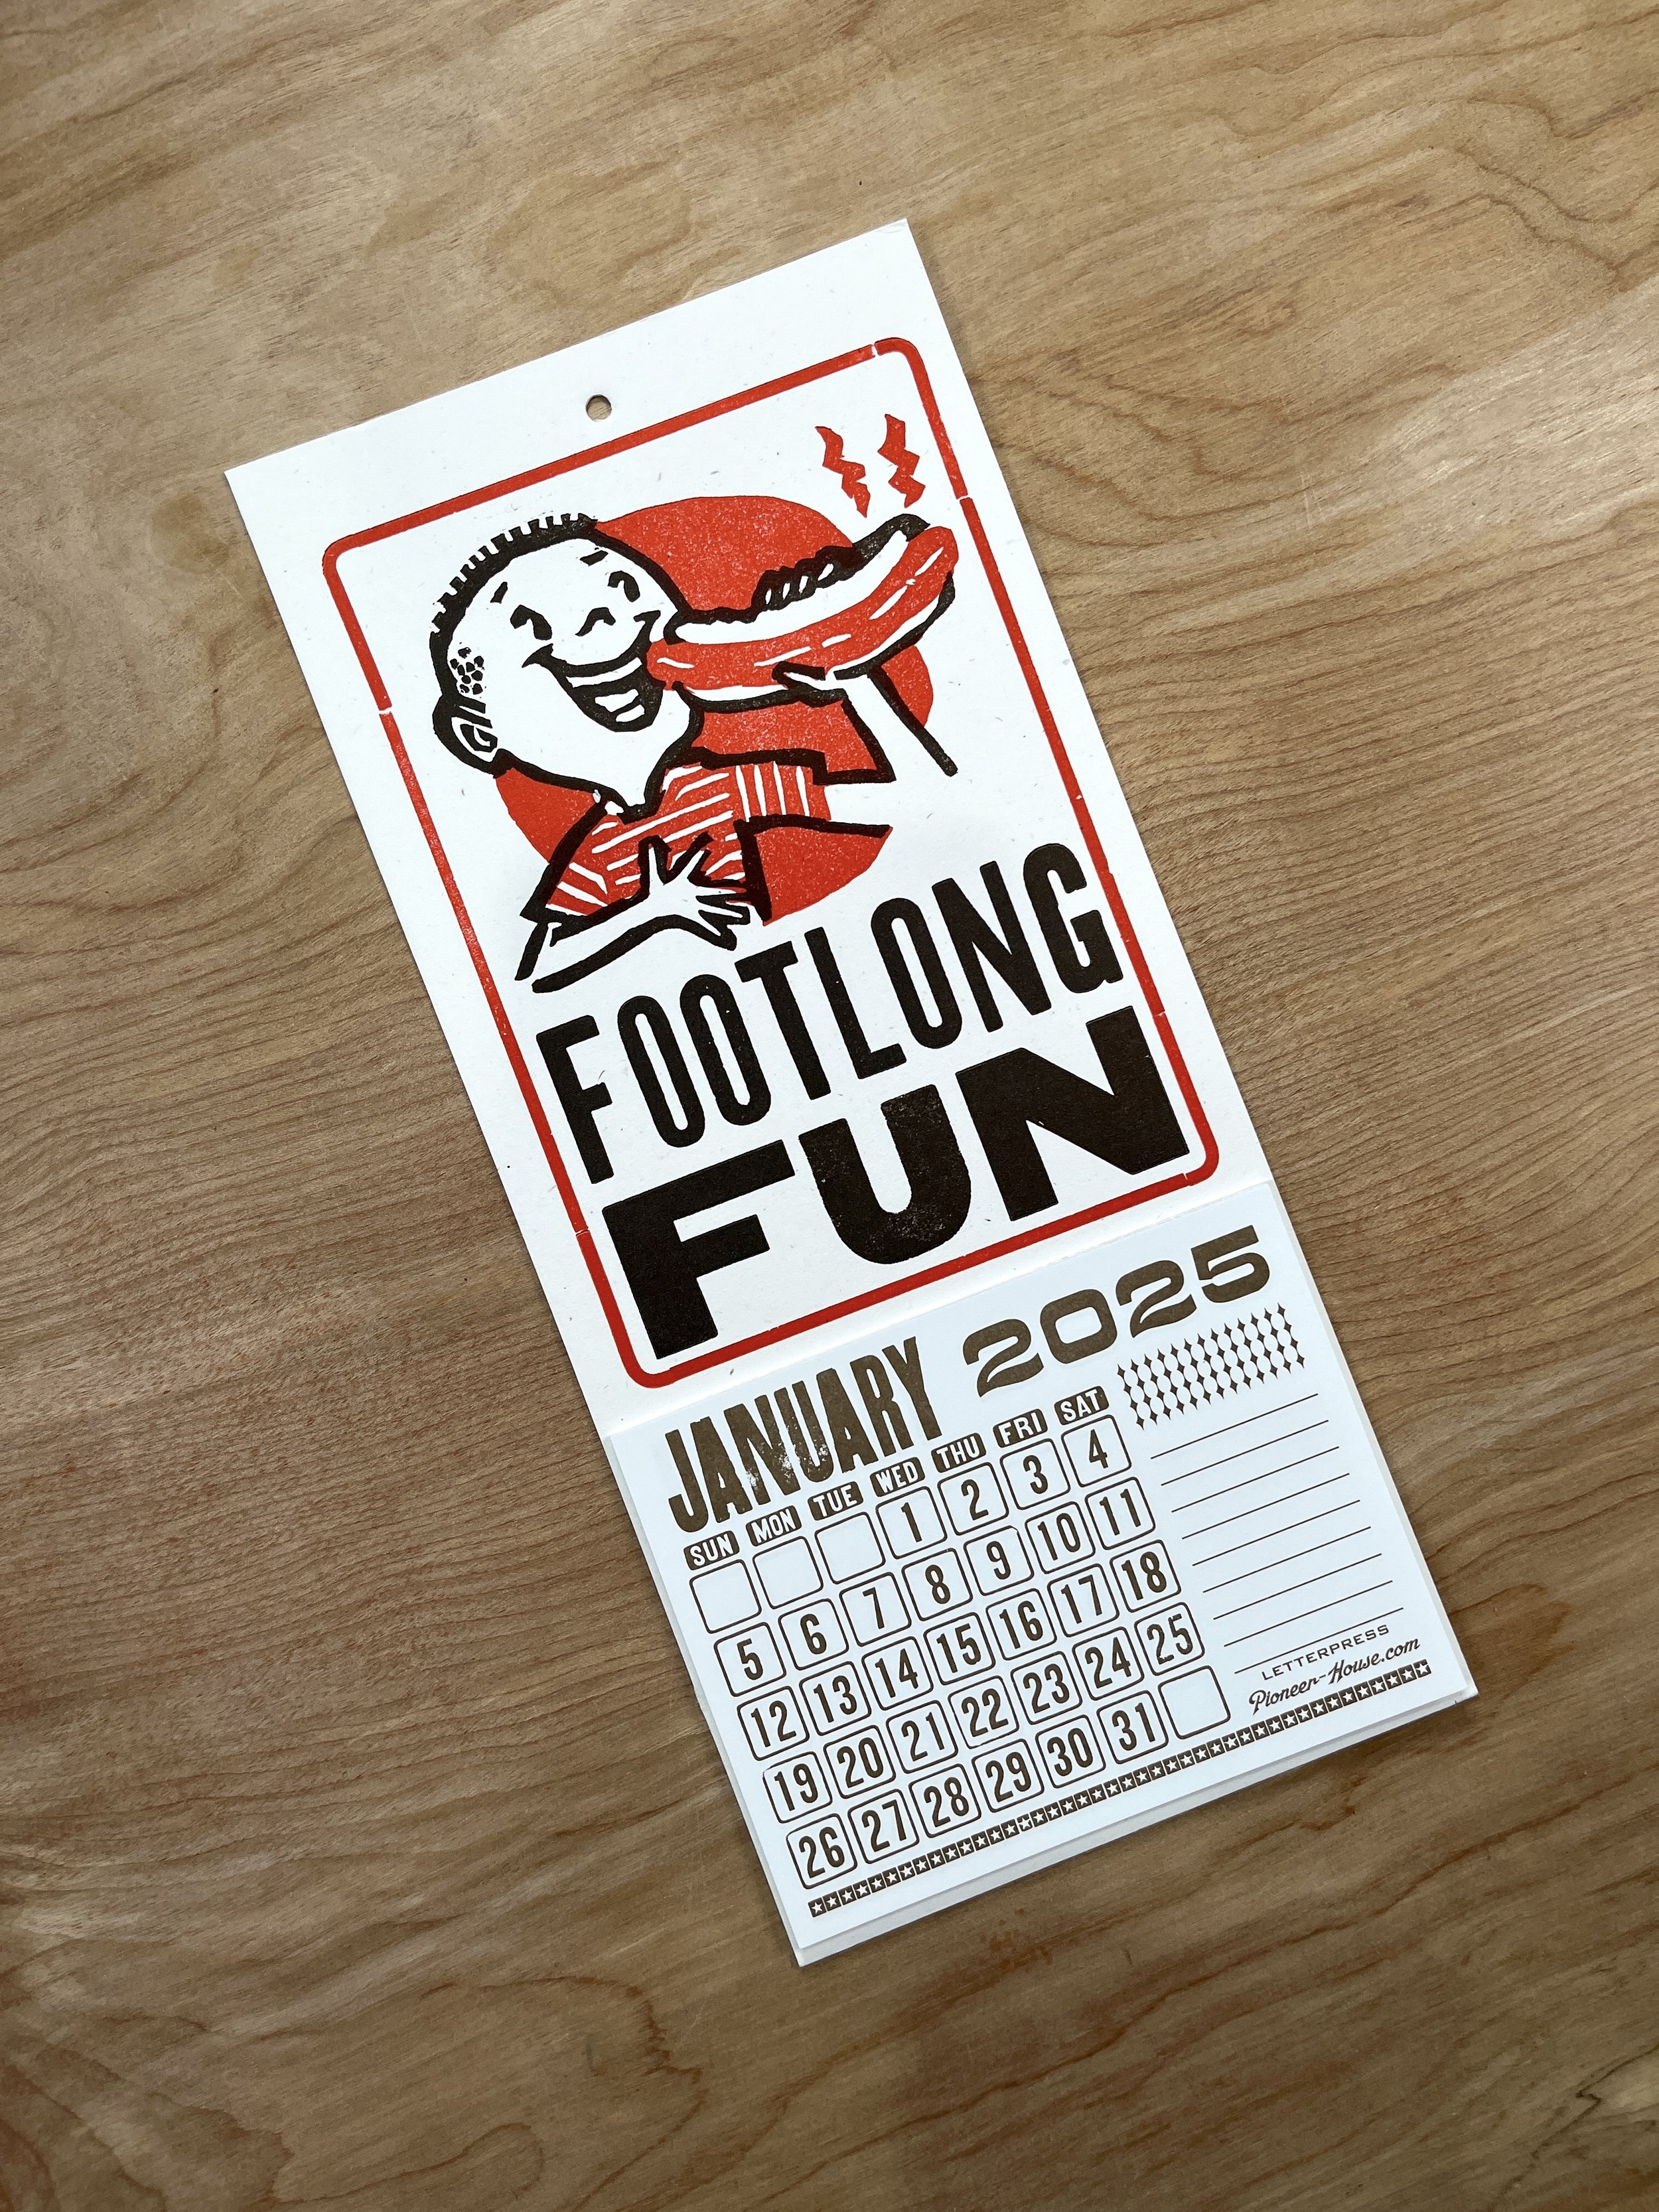 FOOTLONG
FUN
JANUARY 2025
SUN MON TUE WED THU FRI SAT
1 2 3 4
5 6 7 8 9 10 11
12 13 14 15 16 17 18
19 20 21 22 23 24 25
26 27 28 29 30 31
LETTERPRESS
Pioneer-House.com